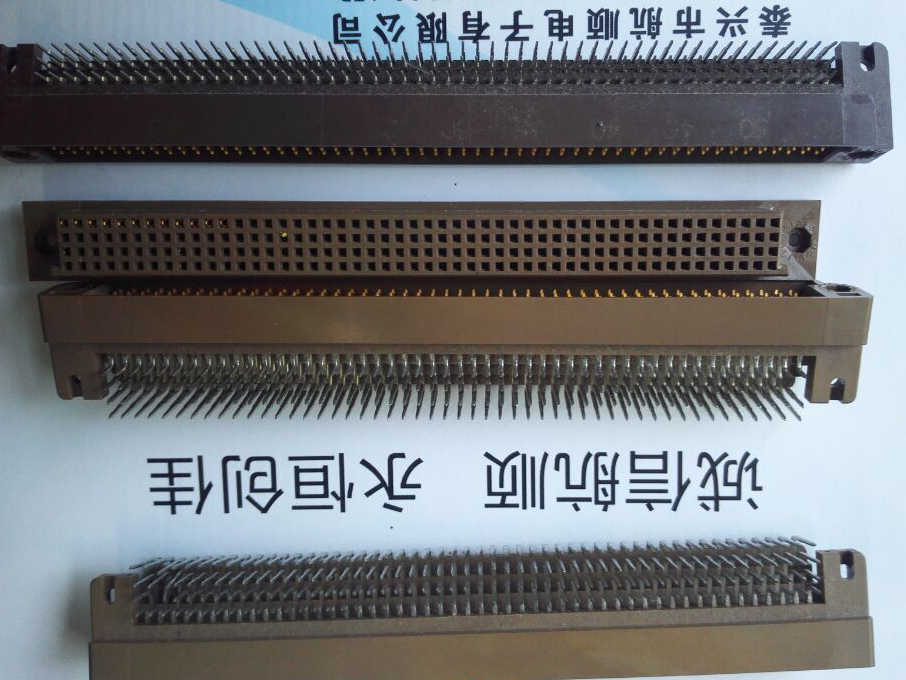 诚信航顺 永恒创佳
泰兴市航顺电子有限公司